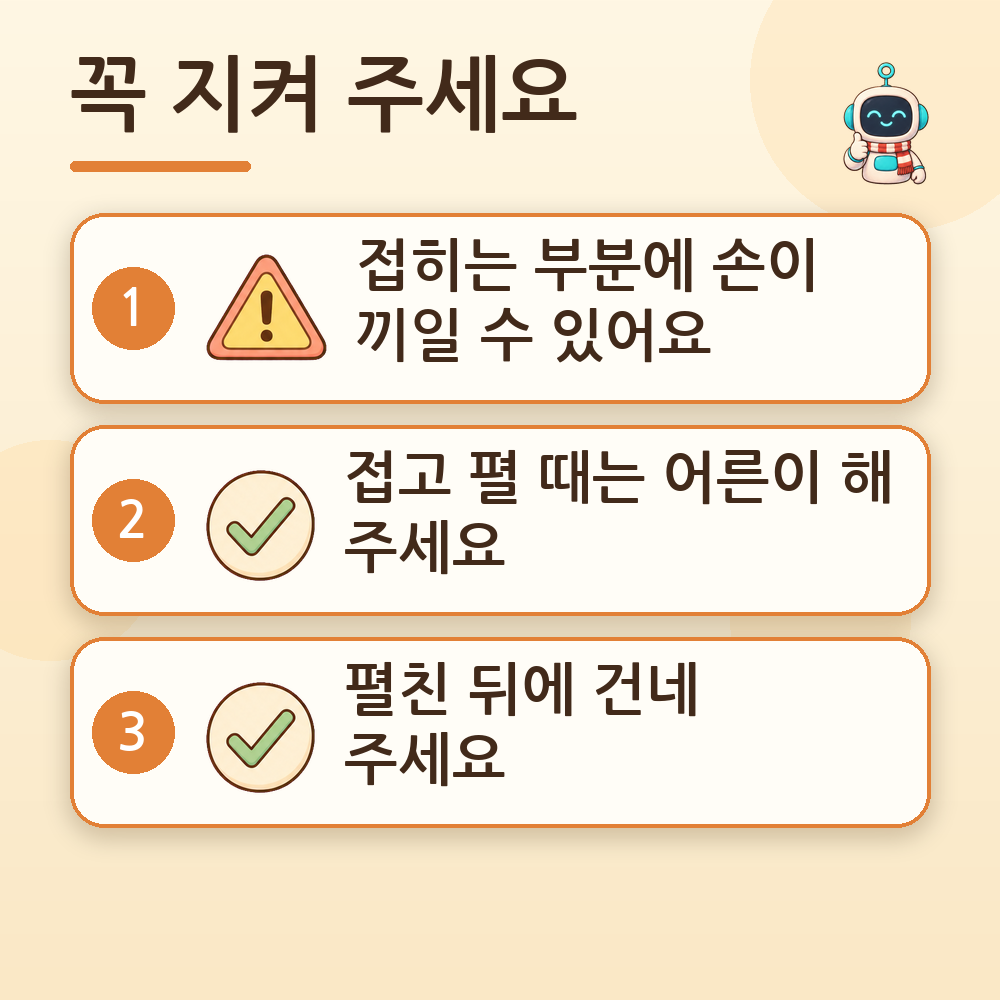 꼭 지켜 주세요
1
접히는 부분에 손이
끼일 수 있어요
2
접고 펼 때는 어른이 해
주세요
3
펼친 뒤에 건네
주세요